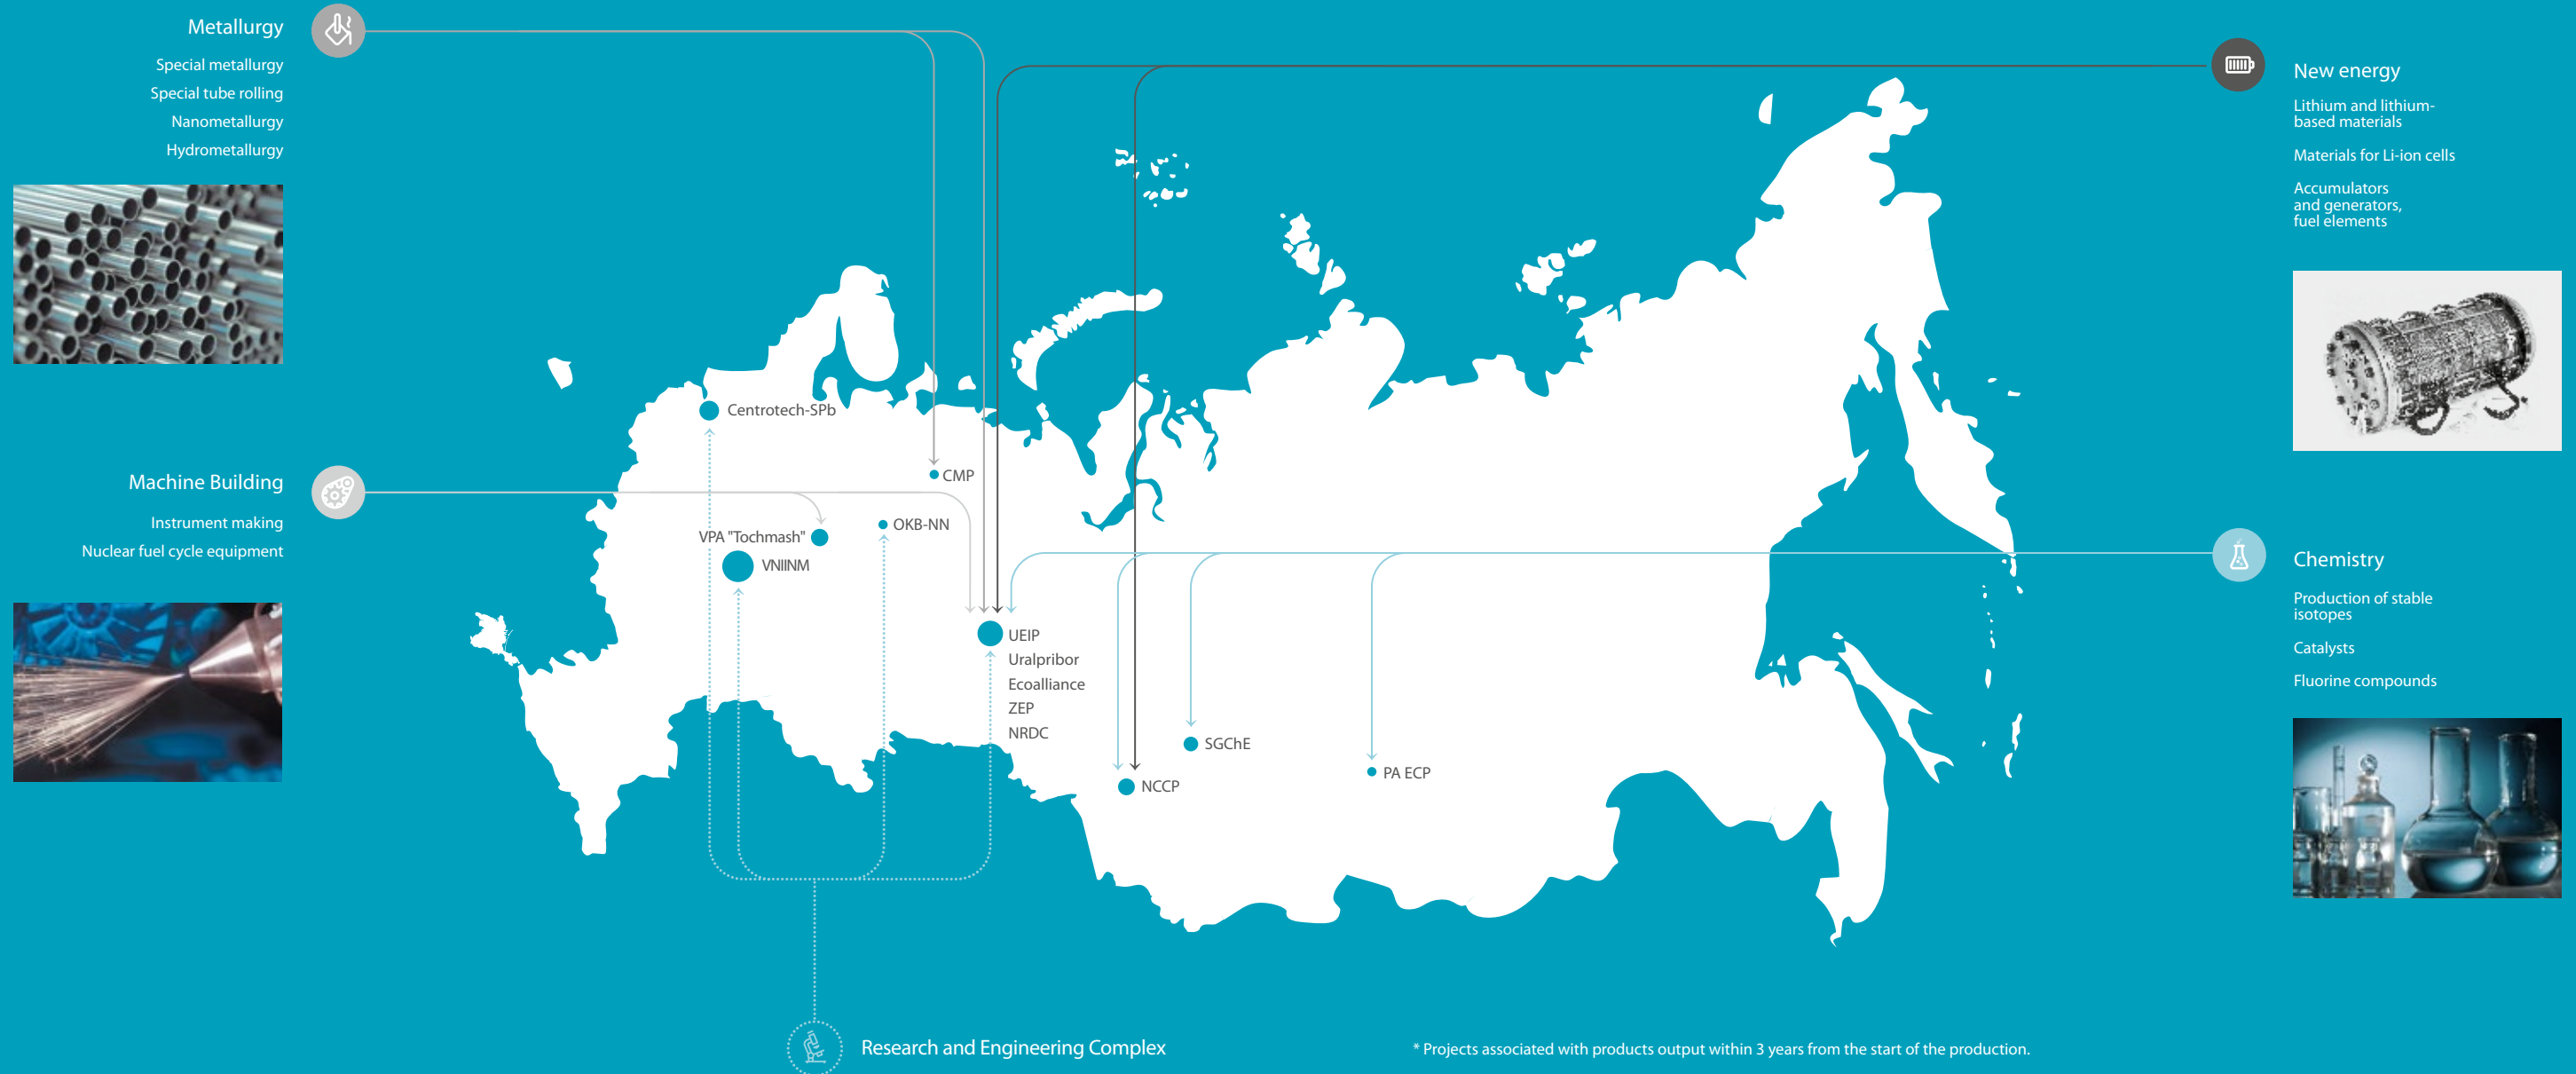 Metallurgy
Special metallurgy
Special tube rolling
Nanometallurgy
Hydrometallurgy
New energy
Lithium and lithium-
based materials
Materials for Li-ion cells
Accumulators
and generators,
fuel elements
Machine Building
Instrument making
Nuclear fuel cycle equipment
Centrotech-SPb
CMP
OKB-NN
VPA "Tochmash"
VNIINM
UEIP
Uralpribor
Ecoalliance
ZEP
NRDC
SGChE
NCCP
PA ECP
Chemistry
Production of stable
isotopes
Catalysts
Fluorine compounds
Research and Engineering Complex
* Projects associated with products output within 3 years from the start of the production.